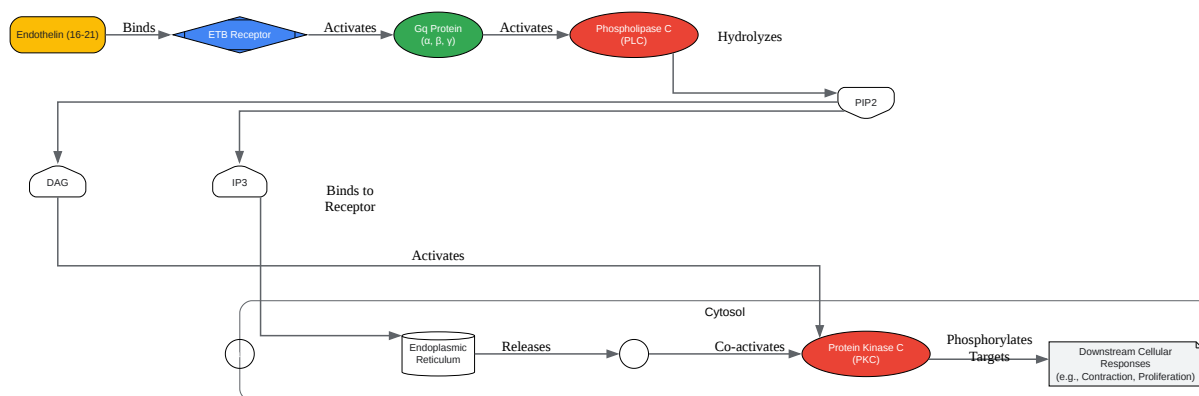 Endothelin (16-21)
Binds
ETB Receptor
Activates
Gq Protein
(α, β, γ)
Activates
Phospholipase C
(PLC)
Hydrolyzes
PIP2
DAG
IP3
Binds to
Receptor
Activates
Cytosol
Endoplasmic
Reticulum
Releases
Co-activates
Protein Kinase C
(PKC)
Phosphorylates
Targets
Downstream Cellular
Responses
(e.g., Contraction, Proliferation)